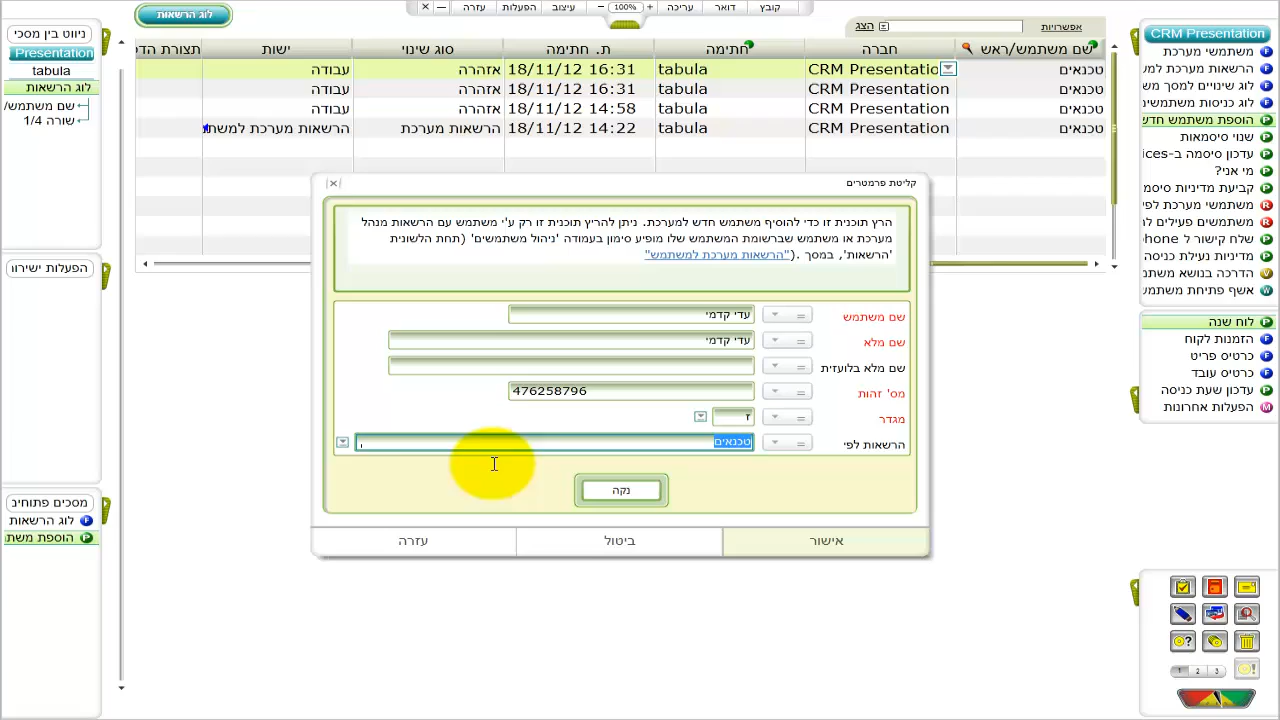 קובץ
עריכה
דואר
+ 100% −
עיצוב
הפעלות
עזרה
לוג הרשאות
אפשרויות
הצג
שם משתמש/ראש
חברה
חתימה
ת. חתימה
סוג שינוי
ישות
תצורת הד
טכנאים CRM Presentatio tabula 18/11/12 16:31 אזהרה עבודה
טכנאים CRM Presentation tabula 18/11/12 16:31 אזהרה עבודה
טכנאים CRM Presentation tabula 18/11/12 14:58 אזהרה עבודה
טכנאים CRM Presentation tabula 18/11/12 14:22 הרשאות מערכת הרשאות מערכת למשתמ
CRM Presentation
משתמשי מערכת
הרשאות מערכת למש
לוג שינויים למסך מש
לוג כניסות משתמשים
הוספת משתמש חדש
שנוי סיסמאות
עדכון סיסמה ב-ices
מי אני?
קביעת מדיניות סיסמ
משתמשי מערכת לפי
משתמשים פעילים לח
שלח קישור ל phone
מדיניות נעילת כניסה
הדרכה בנושא משתמ
אשף פתיחת משתמש
לוח שנה
הזמנות לקוח
כרטיס פריט
כרטיס עובד
עדכון שעת כניסה
הפעלות אחרונות
1 2 3
קליטת פרמטרים
הרץ תוכנית זו כדי להוסיף משתמש חדש למערכת. ניתן להריץ תוכנית זו רק ע'י משתמש עם הרשאות מנהל
מערכת או משתמש שברשומת המשתמש שלו מופיע סימון בעמודה 'ניהול משתמשים' (תחת הלשונית
'הרשאות', במסך .("הרשאות מערכת למשתמש"
שם משתמש = עדי קדמי
שם מלא = עדי קדמי
שם מלא בלועזית =
מס' זהות = 476258796
מגדר = ז
הרשאות לפי = טכנאים
נקה
אישור
ביטול
עזרה
ניווט בין מסכי
Presentation
tabula
לוג הרשאות
שם משתמש/
שורה 1/4
הפעלות ישירור
מסכים פתוחינ
לוג הרשאות
הוספת משתנ